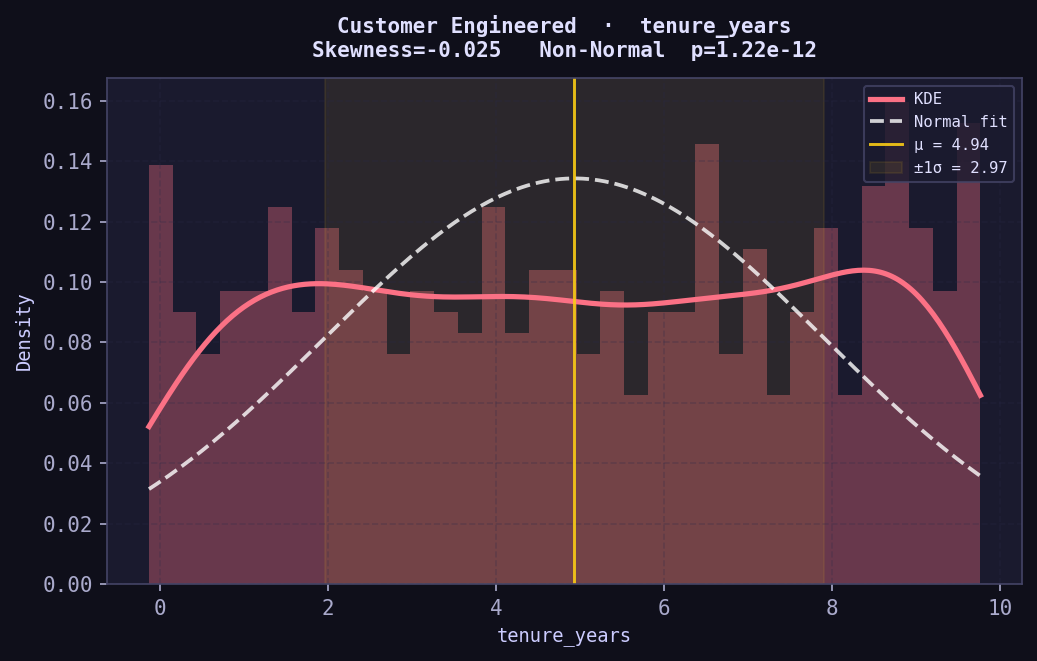 Customer Engineered  ·  tenure_years
Skewness=-0.025   Non-Normal  p=1.22e-12
KDE
Normal fit
μ = 4.94
±1σ = 2.97
Density
0.16
0.14
0.12
0.10
0.08
0.06
0.04
0.02
0.00
0
2
4
6
8
10
tenure_years